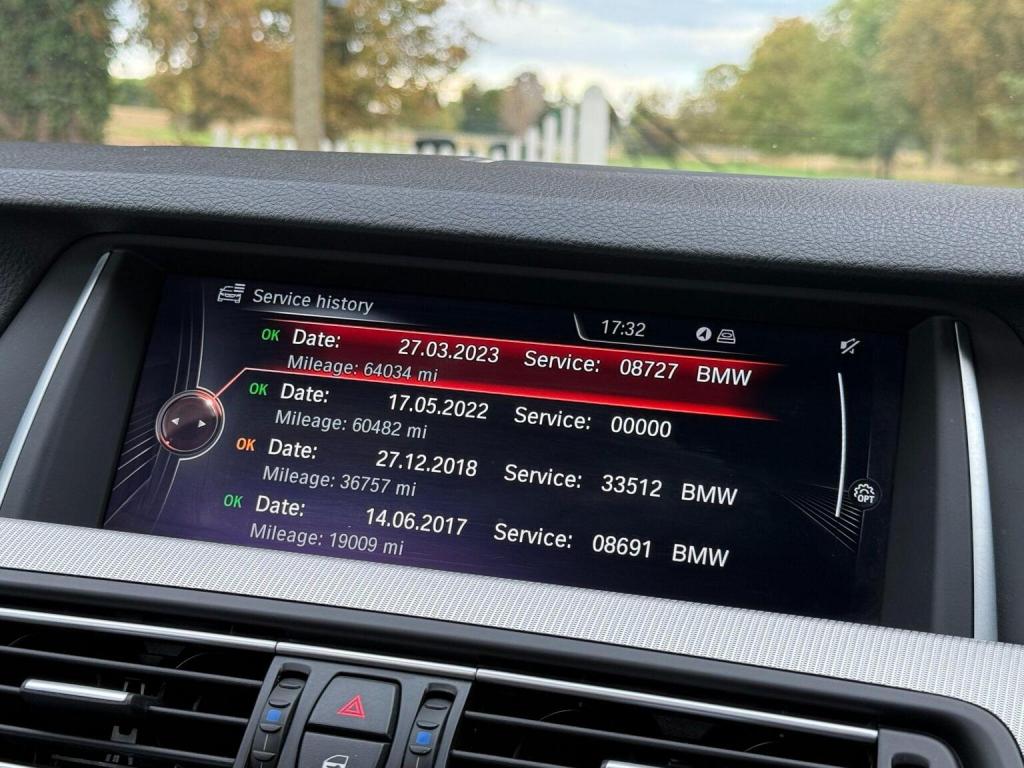 Service history
17:32
OK Date: 27.03.2023 Service: 08727 BMW
Mileage: 64034 mi
OK Date: 17.05.2022 Service: 00000
Mileage: 60482 mi
OK Date: 27.12.2018 Service: 33512 BMW
Mileage: 36757 mi
OK Date: 14.06.2017 Service: 08691 BMW
Mileage: 19009 mi
OPT